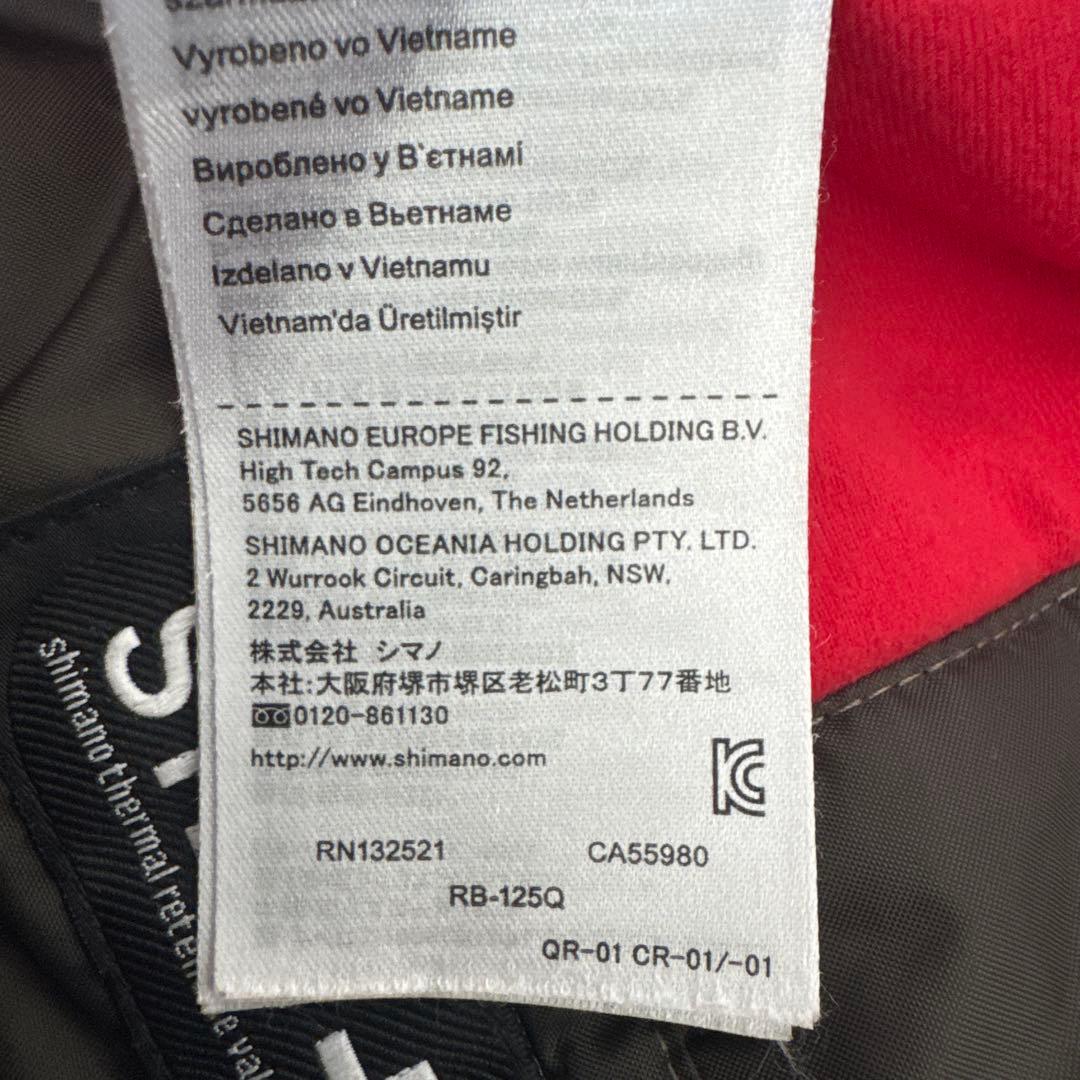 Vyrobeno vo Vietname
vyrobené vo Vietname
Вироблено у В`єтнамі
Сделано в Вьетнаме
Izdelano v Vietnamu
Vietnam'da Üretilmiştir
SHIMANO EUROPE FISHING HOLDING B.V.
High Tech Campus 92,
5656 AG Eindhoven, The Netherlands
SHIMANO OCEANIA HOLDING PTY. LTD.
2 Wurrook Circuit, Caringbah, NSW,
2229, Australia
株式会社 シマノ
本社:大阪府堺市堺区老松町3丁77番地
0120-861130
http://www.shimano.com
RN132521 CA55980
RB-125Q
QR-01 CR-01/-01
shimano thermal